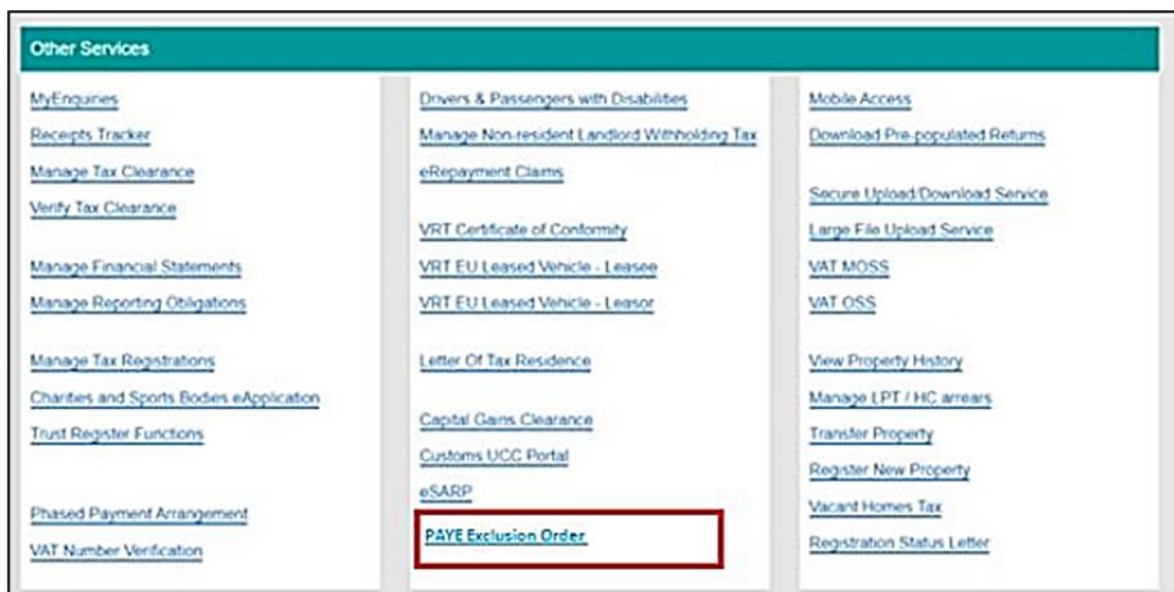 Other Services
MyEnquiries
Receipts Tracker
Manage Tax Clearance
Verify Tax Clearance
Manage Financial Statements
Manage Reporting Obligations
Manage Tax Registrations
Charities and Sports Bodies eApplication
Trust Register Functions
Phased Payment Arrangement
VAT Number Verification
Drivers & Passengers with Disabilities
Manage Non-resident Landlord Withholding Tax
eRepayment Claims
VRT Certificate of Conformity
VRT EU Leased Vehicle - Leasee
VRT EU Leased Vehicle - Leasor
Letter Of Tax Residence
Capital Gains Clearance
Customs UCC Portal
eSARP
PAYE Exclusion Order
Mobile Access
Download Pre-populated Returns
Secure Upload/Download Service
Large File Upload Service
VAT MOSS
VAT OSS
View Property History
Manage LPT / HC arrears
Transfer Property
Register New Property
Vacant Homes Tax
Registration Status Letter